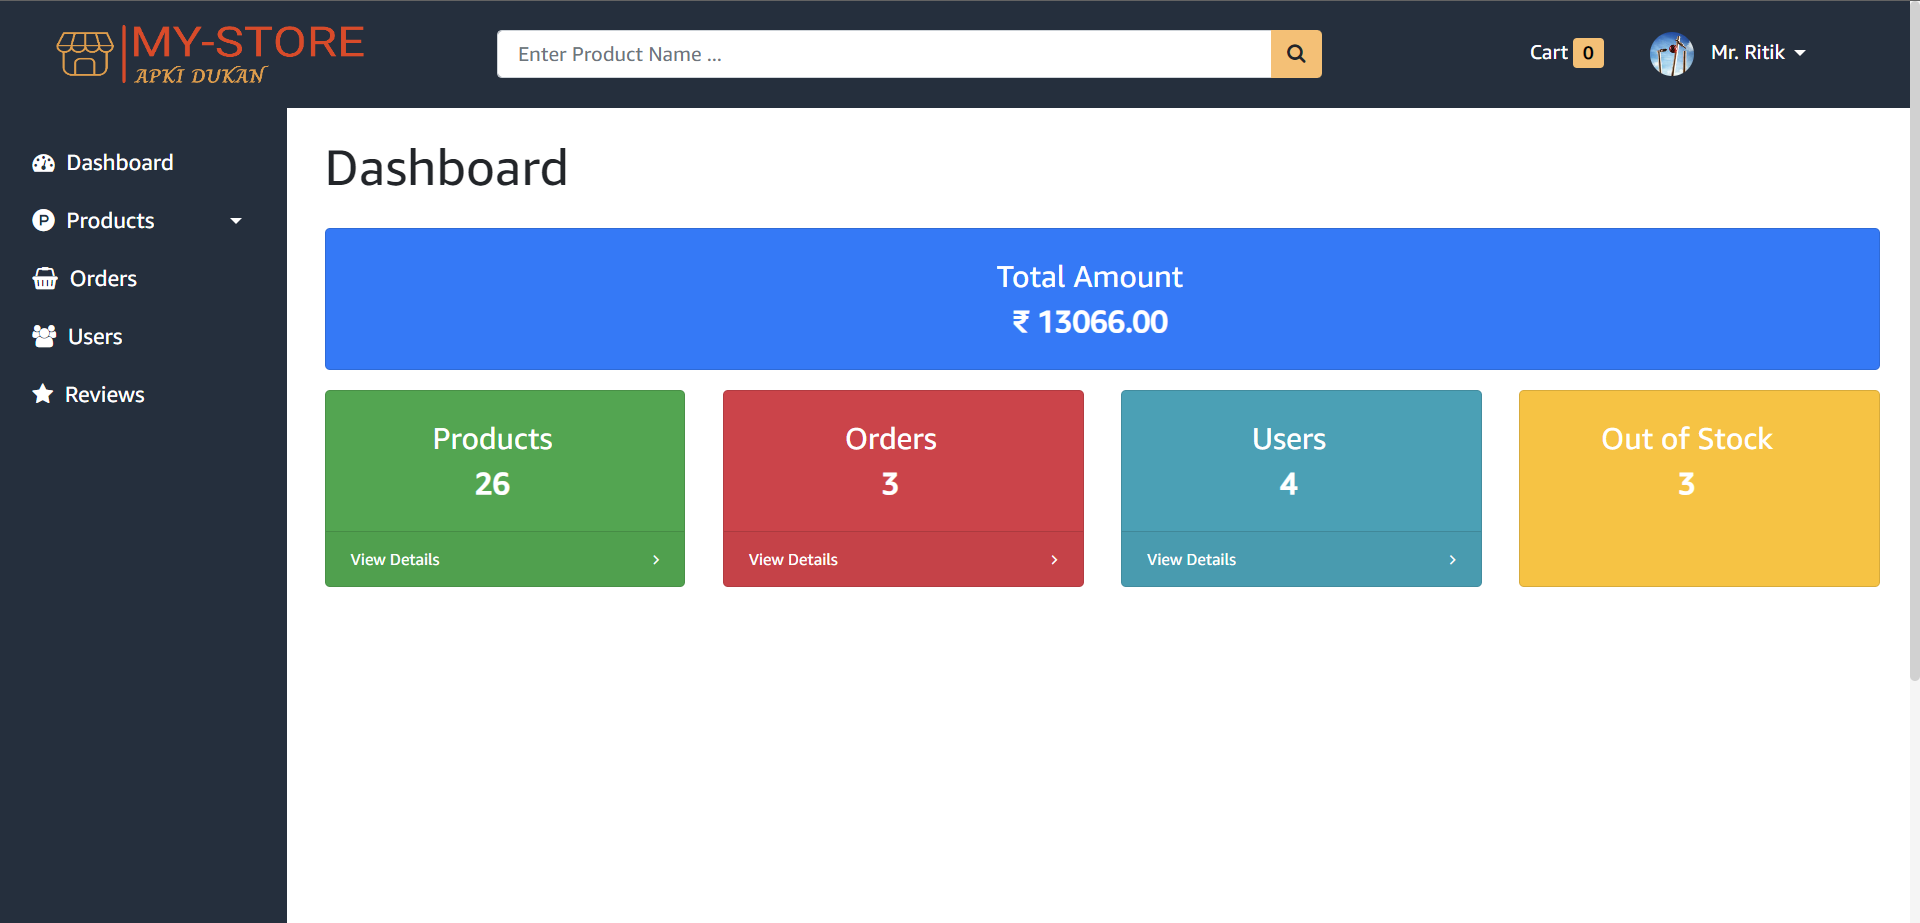 MY-STORE
APKI DUKAN
Enter Product Name ...
Cart 0
Mr. Ritik
Dashboard
Products
Orders
Users
Reviews
Dashboard
Total Amount
₹ 13066.00
Products
26
View Details
Orders
3
View Details
Users
4
View Details
Out of Stock
3